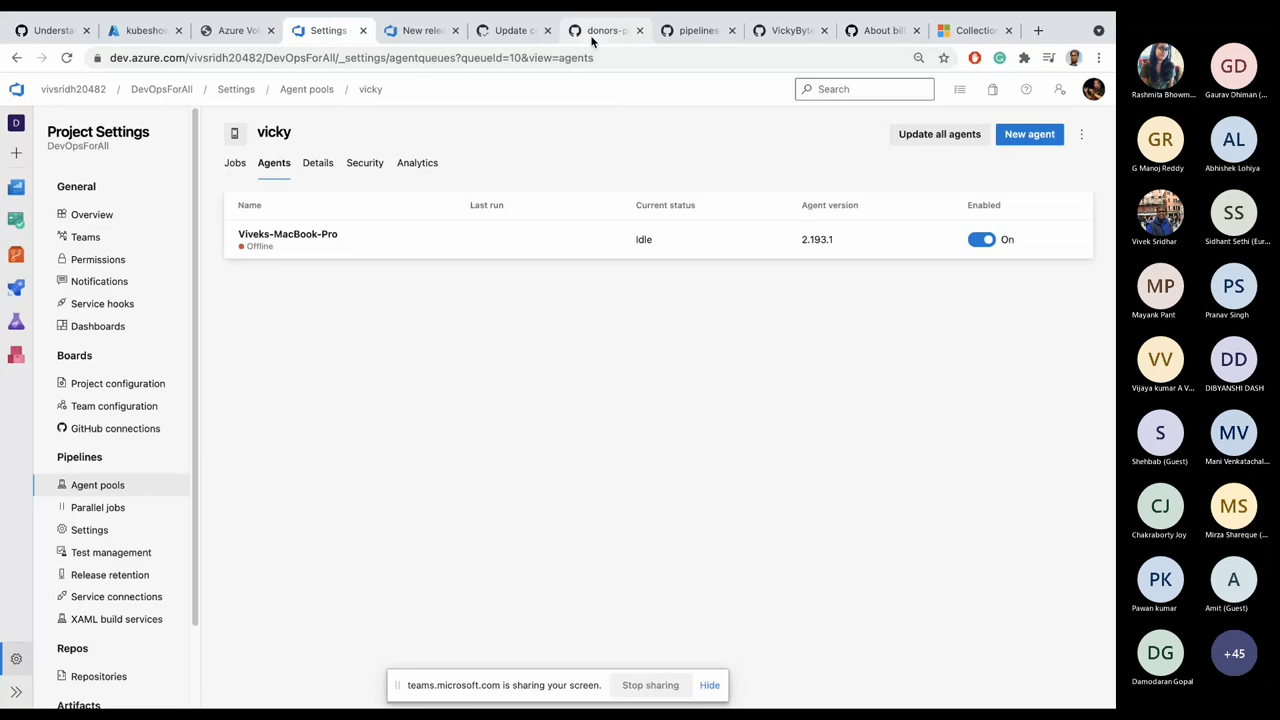 Understa
kubeshow
Azure Vot
Settings
New relea
Update c
donors-p
pipelines
VickyByte
About bill
Collection
dev.azure.com/vivsridh20482/DevOpsForAll/_settings/agentqueues?queueId=10&view=agents
vivsridh20482 / DevOpsForAll / Settings / Agent pools / vicky
Search
D
Project Settings
DevOpsForAll
General
Overview
Teams
Permissions
Notifications
Service hooks
Dashboards
Boards
Project configuration
Team configuration
GitHub connections
Pipelines
Agent pools
Parallel jobs
Settings
Test management
Release retention
Service connections
XAML build services
Repos
Repositories
Artifacts
vicky
Update all agents
New agent
Jobs Agents Details Security Analytics
Name Last run Current status Agent version Enabled
Viveks-MacBook-Pro Idle 2.193.1 On
Offline
teams.microsoft.com is sharing your screen. Stop sharing Hide
GD
Rashmita Bhowm... Gaurav Dhiman (...
GR AL
G Manoj Reddy Abhishek Lohiya
SS
Vivek Sridhar Sidhant Sethi (Eur...
MP PS
Mayank Pant Pranav Singh
VV DD
Vijaya kumar A V... DIBYANSHI DASH
S MV
Shehbab (Guest) Mani Venkatachal...
CJ MS
Chakraborty Joy Mirza Shareque (...
PK A
Pawan kumar Amit (Guest)
DG +45
Damodaran Gopal